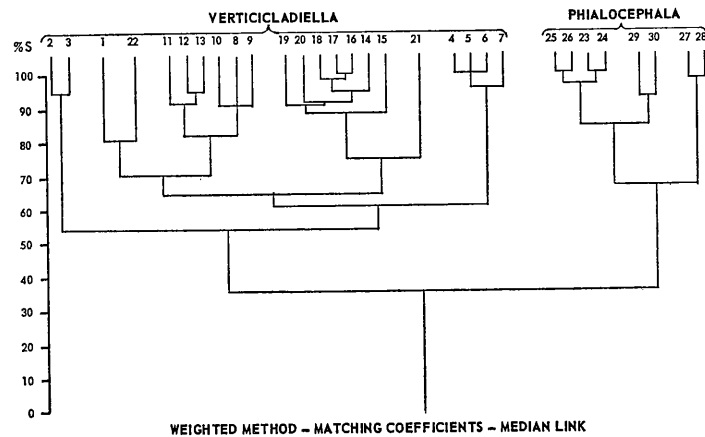 VERTICICLADIELLA
PHIALOCEPHALA
%S 2 3 1 22 11 12 13 10 8 9 19 20 18 17 16 14 15 21 4 5 6 7 25 26 23 24 29 30 27 28
100
90
80
70
60
50
40
30
20
10
0
WEIGHTED METHOD – MATCHING COEFFICIENTS – MEDIAN LINK